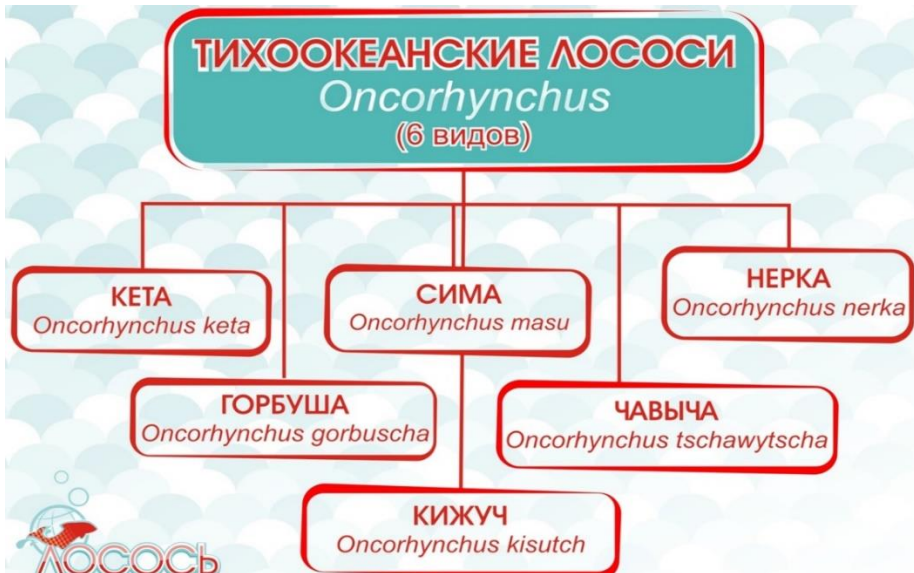 ТИХООКЕАНСКИЕ ЛОСОСИ
Oncorhynchus
(6 видов)
КЕТА
Oncorhynchus keta
СИМА
Oncorhynchus masu
НЕРКА
Oncorhynchus nerka
ГОРБУША
Oncorhynchus gorbuscha
ЧАВЫЧА
Oncorhynchus tschawytscha
КИЖУЧ
Oncorhynchus kisutch
ЛОСОСЬ